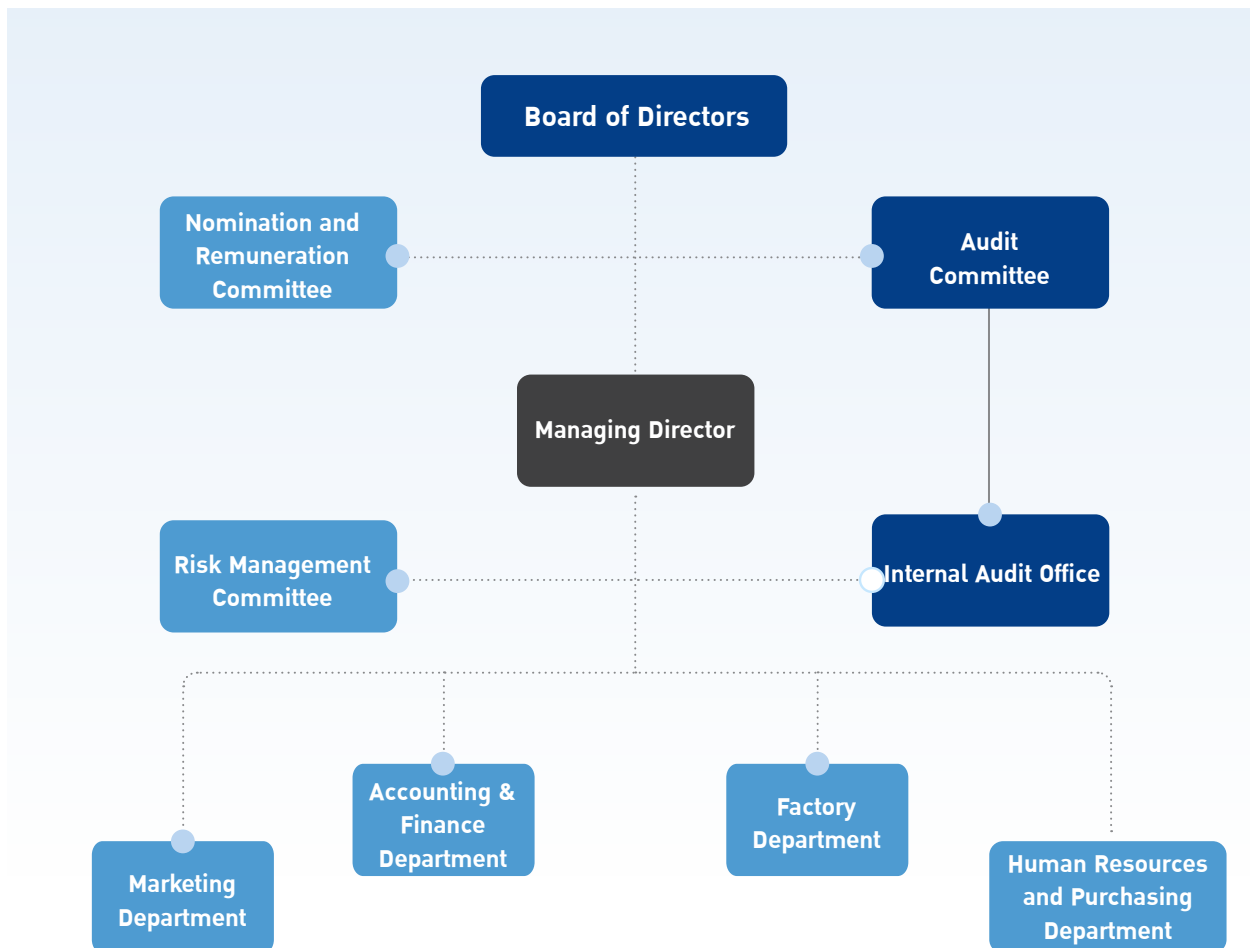 Board of Directors
Nomination and
Remuneration
Committee
Audit
Committee
Managing Director
Risk Management
Committee
Internal Audit Office
Accounting &
Finance
Department
Factory
Department
Marketing
Department
Human Resources
and Purchasing
Department